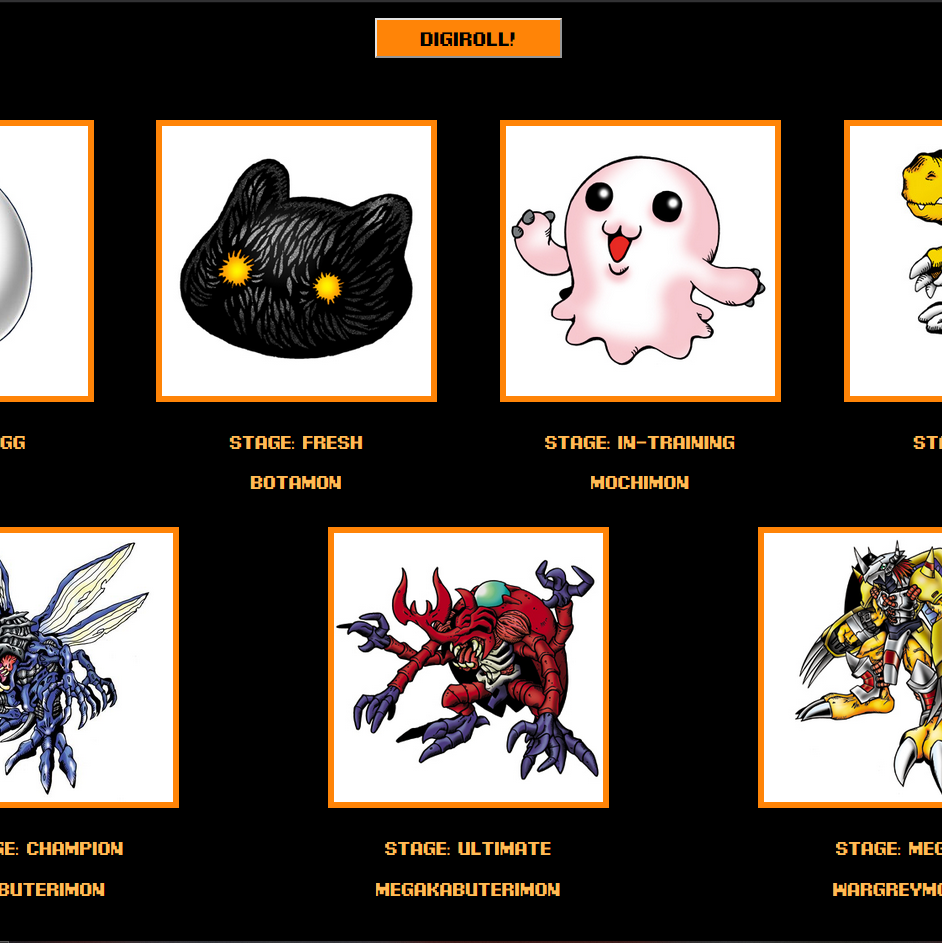 DIGIROLL!
GG
STAGE: FRESH
STAGE: IN-TRAINING
STA
BOTAMON
MOCHIMON
GE: CHAMPION
STAGE: ULTIMATE
STAGE: MEG
BUTERIMON
MEGAKABUTERIMON
WARGREYMO